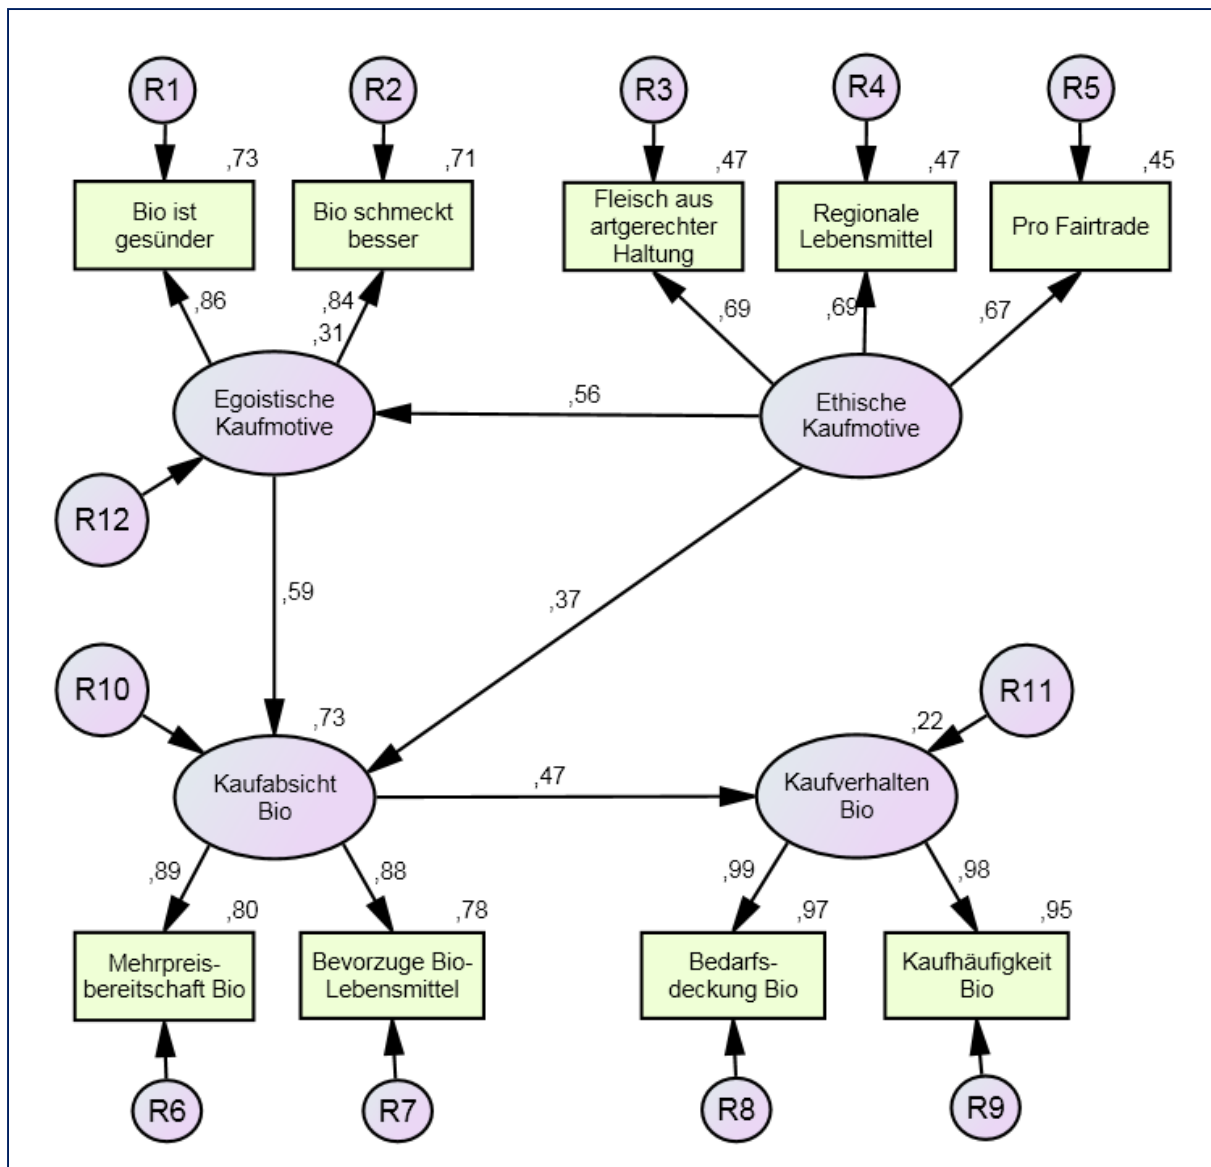 R1
R2
R3
R4
R5
,73
,71
,47
,47
,45
Bio ist
gesünder
Bio schmeckt
besser
Fleisch aus
artgerechter
Haltung
Regionale
Lebensmittel
Pro Fairtrade
,86
,84
,31
,69
,69
,67
Egoistische
Kaufmotive
,56
Ethische
Kaufmotive
R12
,59
,37
R10
R11
,73
,22
Kaufabsicht
Bio
,47
Kaufverhalten
Bio
,89
,88
,99
,98
,80
,78
,97
,95
Mehrpreis-
bereitschaft Bio
Bevorzuge Bio-
Lebensmittel
Bedarfs-
deckung Bio
Kaufhäufigkeit
Bio
R6
R7
R8
R9